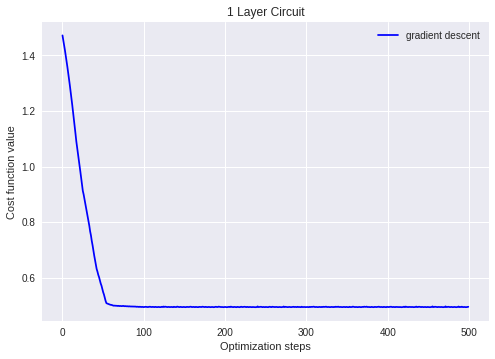 1 Layer Circuit
gradient descent
Cost function value
1.4
1.2
1.0
0.8
0.6
0 100 200 300 400 500
Optimization steps